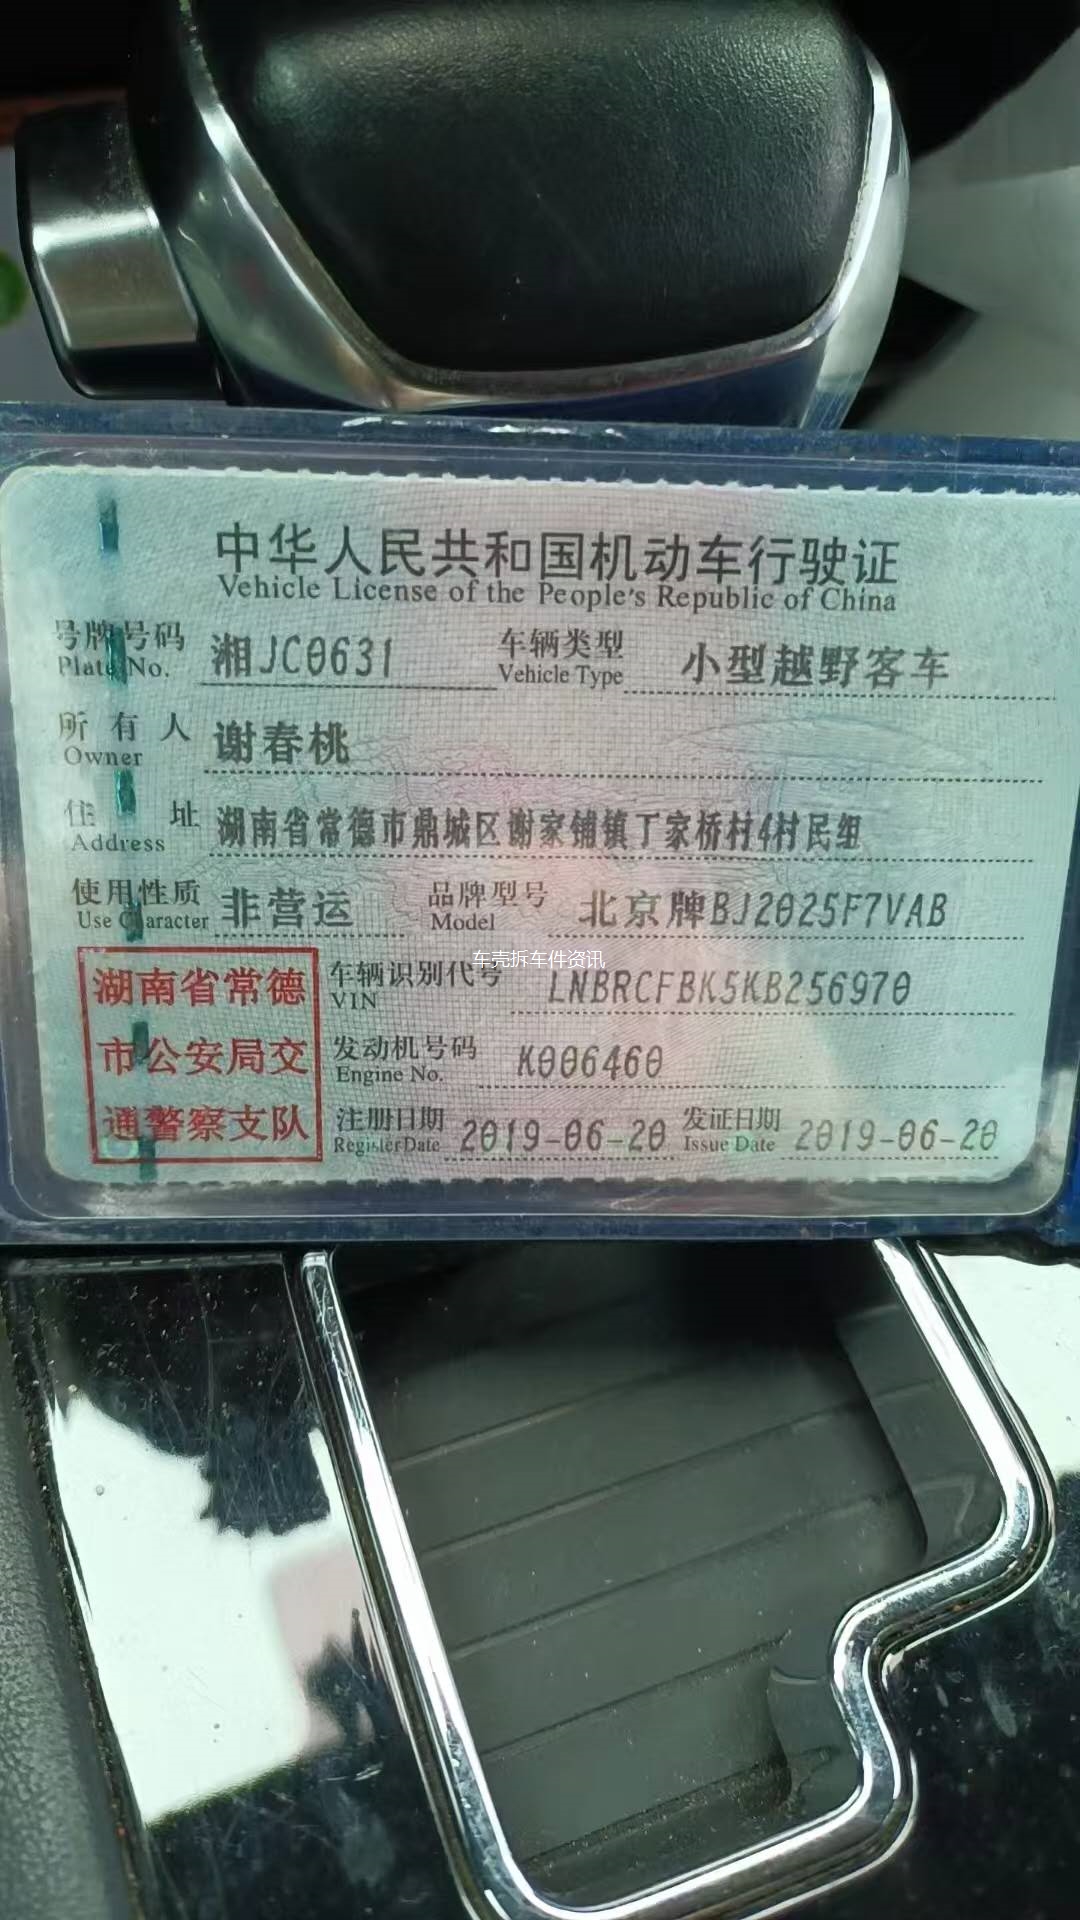 中华人民共和国机动车行驶证
Vehicle License of the People's Republic of China
号牌号码 湘JC0631 车辆类型 小型越野客车
Plate No. Vehicle Type
所有人 谢春桃
Owner
住址 湖南省常德市鼎城区谢家铺镇丁家桥村4村民组
Address
使用性质 非营运 品牌型号 北京牌BJ2025F7VAB
Use Character Model
车壳拆车件资讯
湖南省常德 车辆识别代号 LNBRCFBK5KB256970
VIN
市公安局交 发动机号码 K006460
Engine No.
通警察支队 注册日期 2019-06-20 发证日期 2019-06-20
Register Date Issue Date